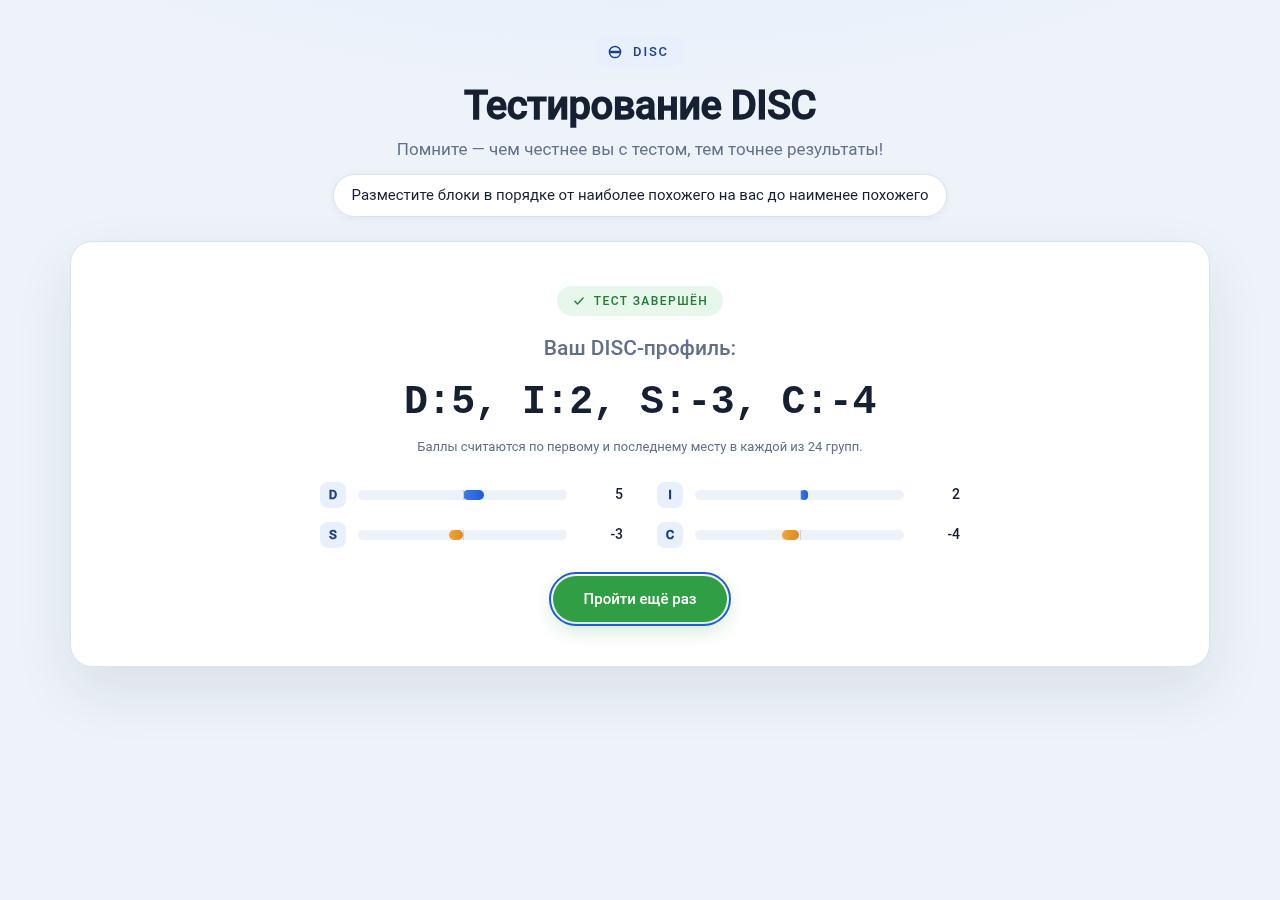 DISC
Тестирование DISC
Помните — чем честнее вы с тестом, тем точнее результаты!
Разместите блоки в порядке от наиболее похожего на вас до наименее похожего
ТЕСТ ЗАВЕРШЁН
Ваш DISC-профиль:
D:5, I:2, S:-3, C:-4
Баллы считаются по первому и последнему месту в каждой из 24 групп.
D 5 I 2
S -3 C -4
Пройти ещё раз